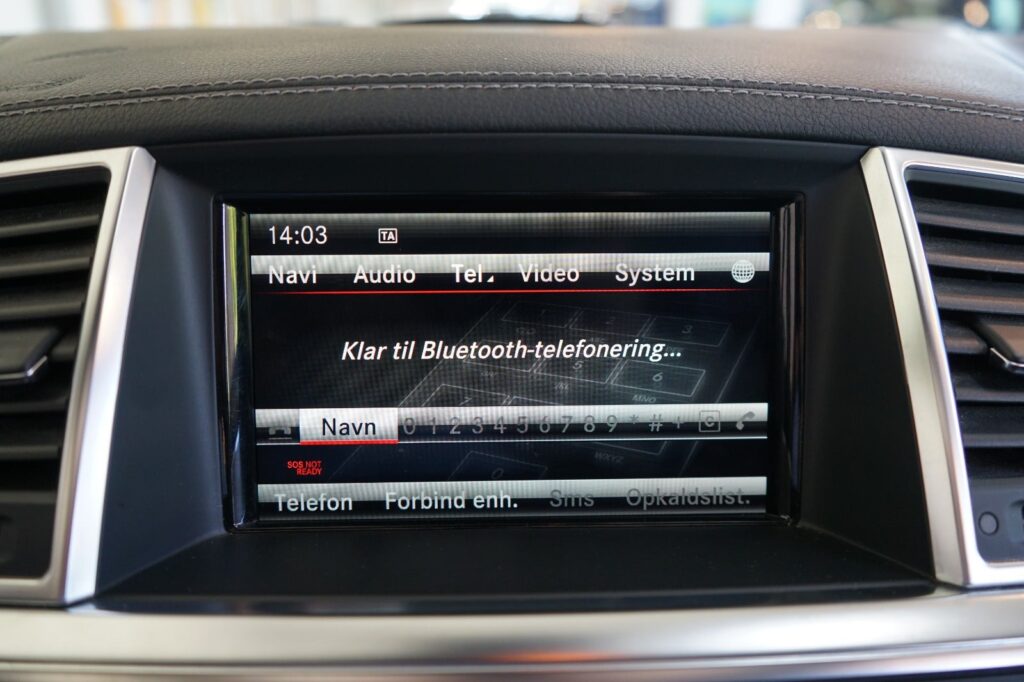 14:03 TA
Navi Audio Tel Video System
Klar til Bluetooth-telefonering...
Navn 0 1 2 3 4 5 6 7 8 9 * # + C
SOS NOT
READY
Telefon Forbind enh. Sms Opkaldslist.